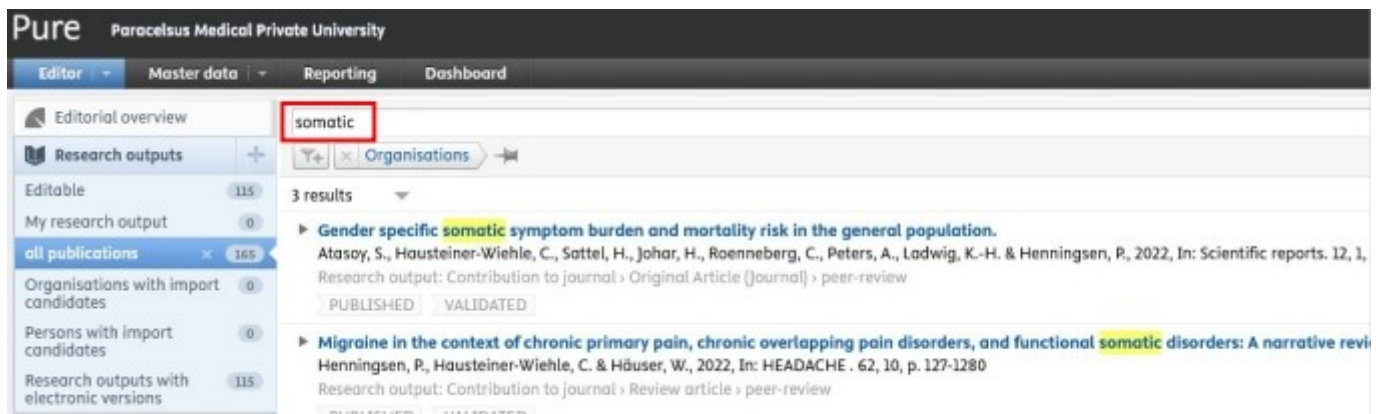 Pure Paracelsus Medical Private University
Editor Master data Reporting Dashboard
Editorial overview
Research outputs
Editable 115
My research output 0
all publications 165
Organisations with import
candidates 0
Persons with import
candidates 0
Research outputs with
electronic versions 115
somatic
Organisations
3 results
Gender specific somatic symptom burden and mortality risk in the general population.
Atasoy, S., Hausteiner-Wiehle, C., Sattel, H., Johar, H., Roenneberg, C., Peters, A., Ladwig, K.-H. & Henningsen, P., 2022, In: Scientific reports. 12, 1,
Research output: Contribution to journal › Original Article (Journal) › peer-review
PUBLISHED VALIDATED
Migraine in the context of chronic primary pain, chronic overlapping pain disorders, and functional somatic disorders: A narrative revi
Henningsen, P., Hausteiner-Wiehle, C. & Häuser, W., 2022, In: HEADACHE . 62, 10, p. 127-1280
Research output: Contribution to journal › Review article › peer-review
PUBLISHED VALIDATED